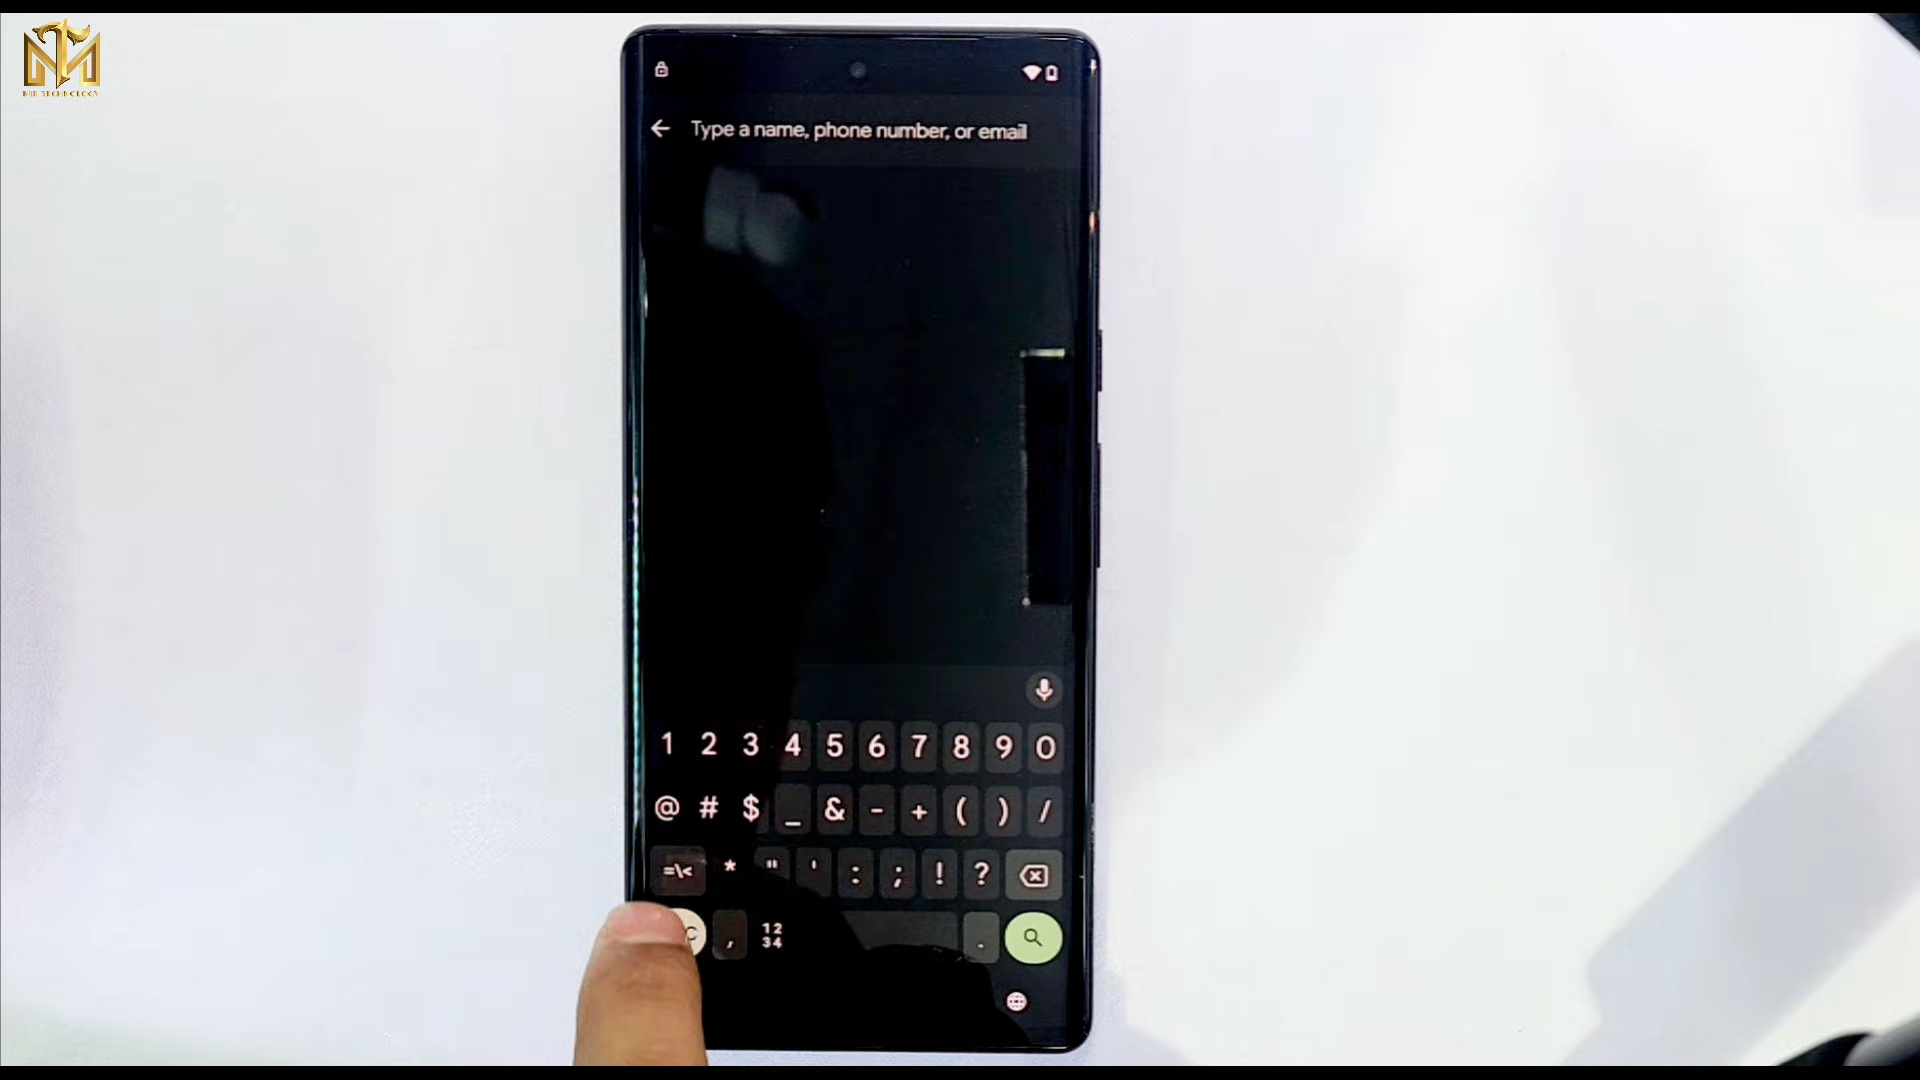 Type a name, phone number, or email
1 2 3 4 5 6 7 8 9 0
@ # $ _ & - + ( ) /
=\< * " ' : ; ! ?
C , 12 34 .